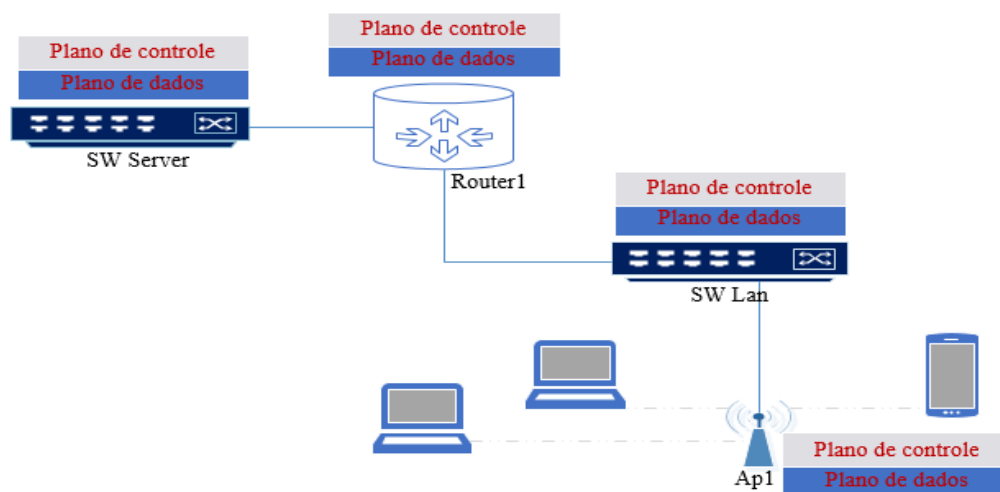 Plano de controle
Plano de dados
SW Server
Plano de controle
Plano de dados
Router1
Plano de controle
Plano de dados
SW Lan
Ap1
Plano de controle
Plano de dados